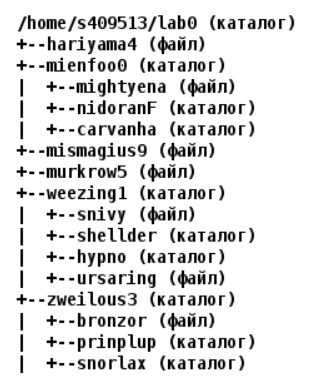 /home/s409513/lab0 (каталог)
+--hariyama4 (файл)
+--mienfoo0 (каталог)
|  +--mightyena (файл)
|  +--nidoranF (каталог)
|  +--carvanha (каталог)
+--mismagius9 (файл)
+--murkrow5 (файл)
+--weezing1 (каталог)
|  +--snivy (файл)
|  +--shellder (каталог)
|  +--hypno (каталог)
|  +--ursaring (файл)
+--zweilous3 (каталог)
|  +--bronzor (файл)
|  +--prinplup (каталог)
|  +--snorlax (каталог)